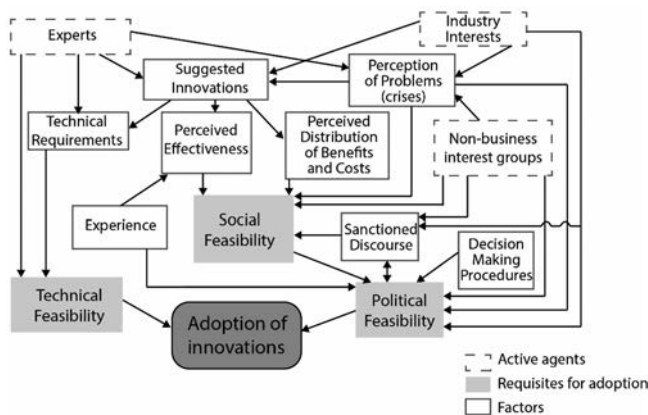 Experts
Industry
Interests
Suggested
Innovations
Perception
of Problems
(crises)
Technical
Requirements
Perceived
Effectiveness
Perceived
Distribution
of Benefits
and Costs
Non-business
interest groups
Experience
Social
Feasibility
Sanctioned
Discourse
Decision
Making
Procedures
Technical
Feasibility
Adoption of
innovations
Political
Feasibility
Active agents
Requisites for adoption
Factors